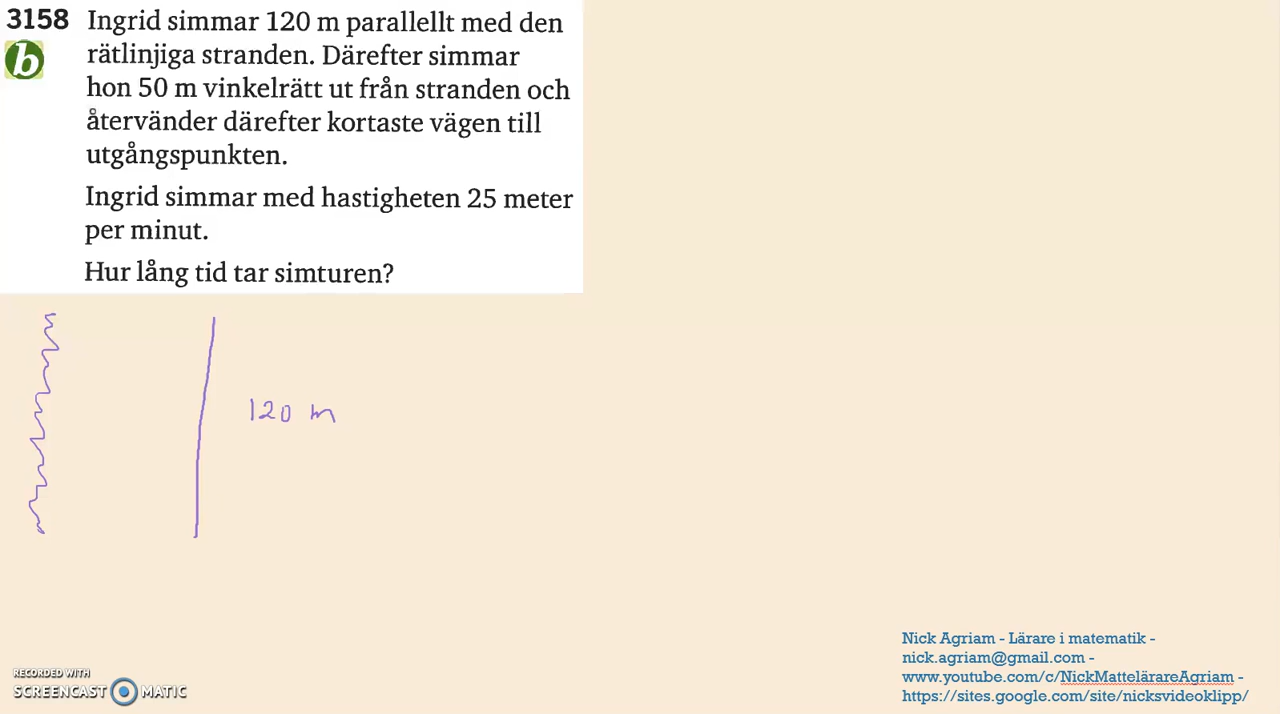 3158 Ingrid simmar 120 m parallellt med den
b rätlinjiga stranden. Därefter simmar
hon 50 m vinkelrätt ut från stranden och
återvänder därefter kortaste vägen till
utgångspunkten.
Ingrid simmar med hastigheten 25 meter
per minut.
Hur lång tid tar simturen?
120 m
Nick Agriam - Lärare i matematik -
nick.agriam@gmail.com -
www.youtube.com/c/NickMattelärareAgriam -
https://sites.google.com/site/nicksvideoklipp/
RECORDED WITH
SCREENCAST MATIC